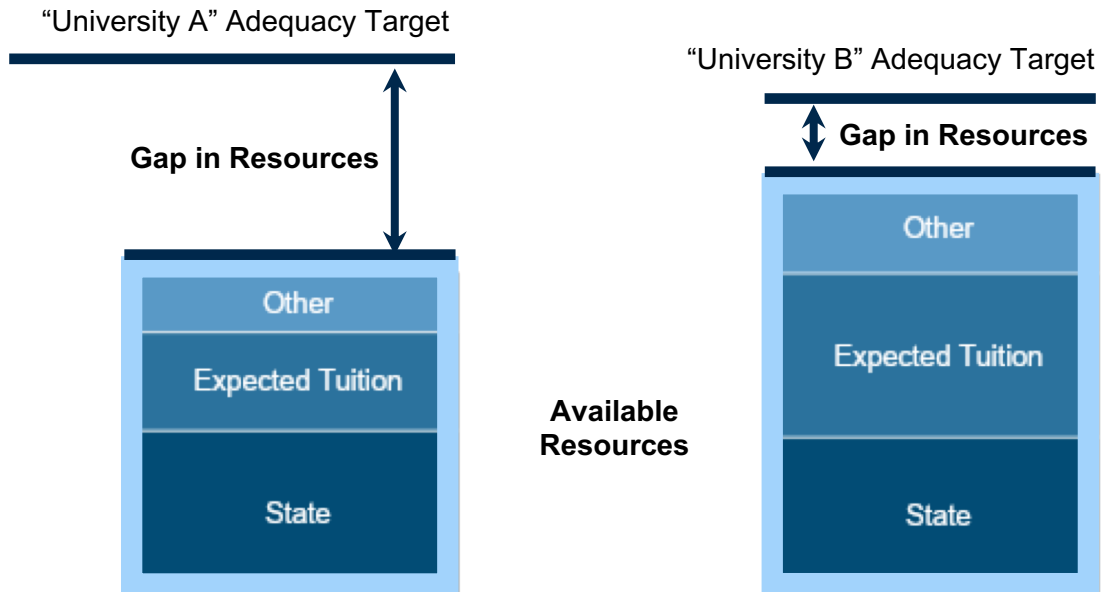 “University A” Adequacy Target
“University B” Adequacy Target
Gap in Resources
Gap in Resources
Other
Expected Tuition
State
Available
Resources
Other
Expected Tuition
State